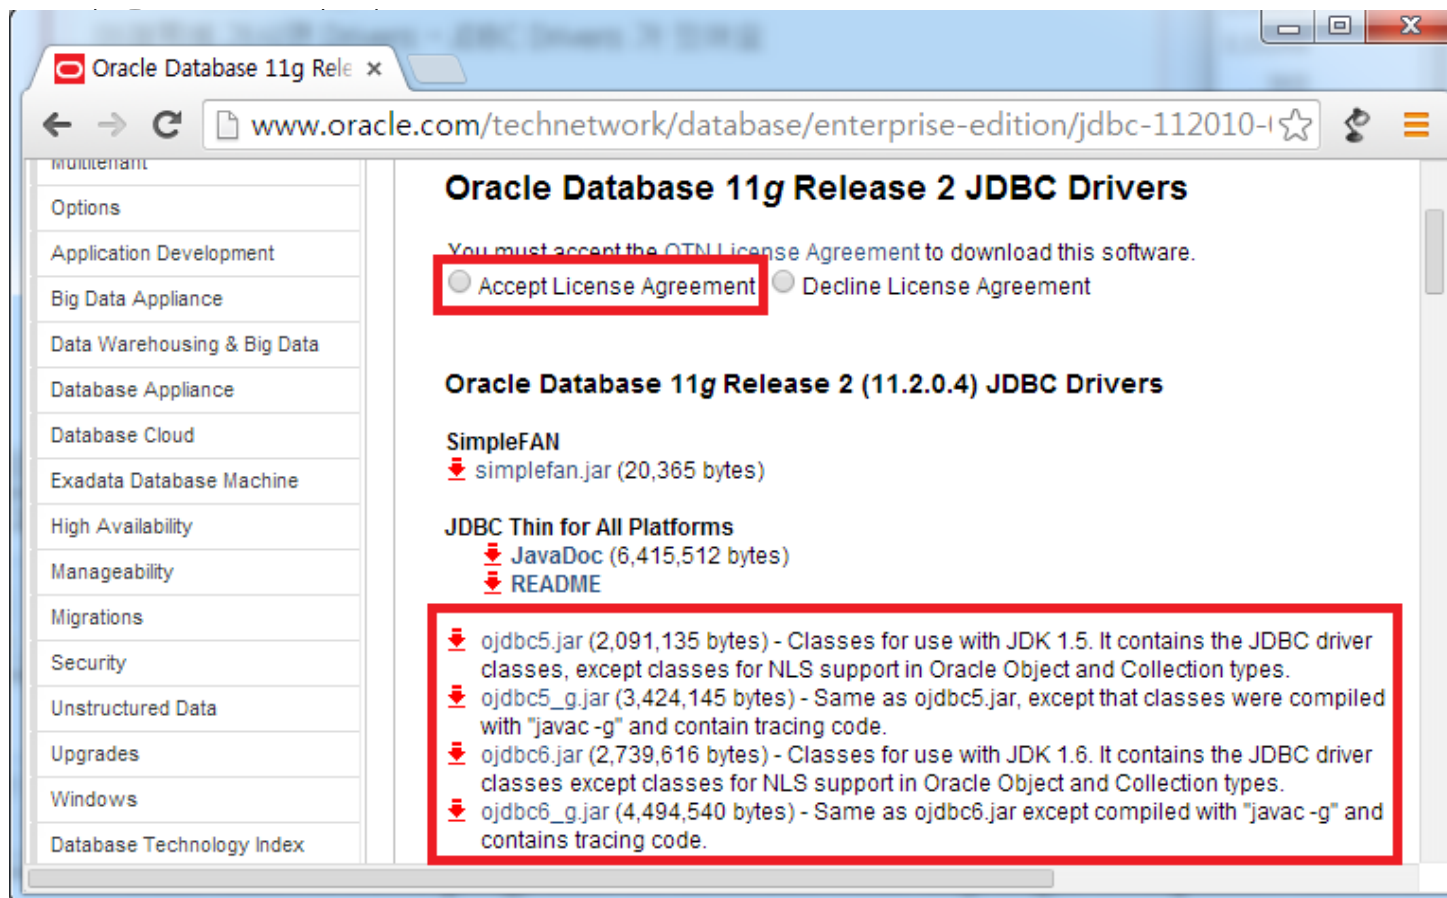 Oracle Database 11g Rele
www.oracle.com/technetwork/database/enterprise-edition/jdbc-112010-
Multitenant
Options
Application Development
Big Data Appliance
Data Warehousing & Big Data
Database Appliance
Database Cloud
Exadata Database Machine
High Availability
Manageability
Migrations
Security
Unstructured Data
Upgrades
Windows
Database Technology Index
Oracle Database 11g Release 2 JDBC Drivers
You must accept the OTN License Agreement to download this software.
Accept License Agreement Decline License Agreement
Oracle Database 11g Release 2 (11.2.0.4) JDBC Drivers
SimpleFAN
simplefan.jar (20,365 bytes)
JDBC Thin for All Platforms
JavaDoc (6,415,512 bytes)
README
ojdbc5.jar (2,091,135 bytes) - Classes for use with JDK 1.5. It contains the JDBC driver
classes, except classes for NLS support in Oracle Object and Collection types.
ojdbc5_g.jar (3,424,145 bytes) - Same as ojdbc5.jar, except that classes were compiled
with "javac -g" and contain tracing code.
ojdbc6.jar (2,739,616 bytes) - Classes for use with JDK 1.6. It contains the JDBC driver
classes except classes for NLS support in Oracle Object and Collection types.
ojdbc6_g.jar (4,494,540 bytes) - Same as ojdbc6.jar except compiled with "javac -g" and
contains tracing code.